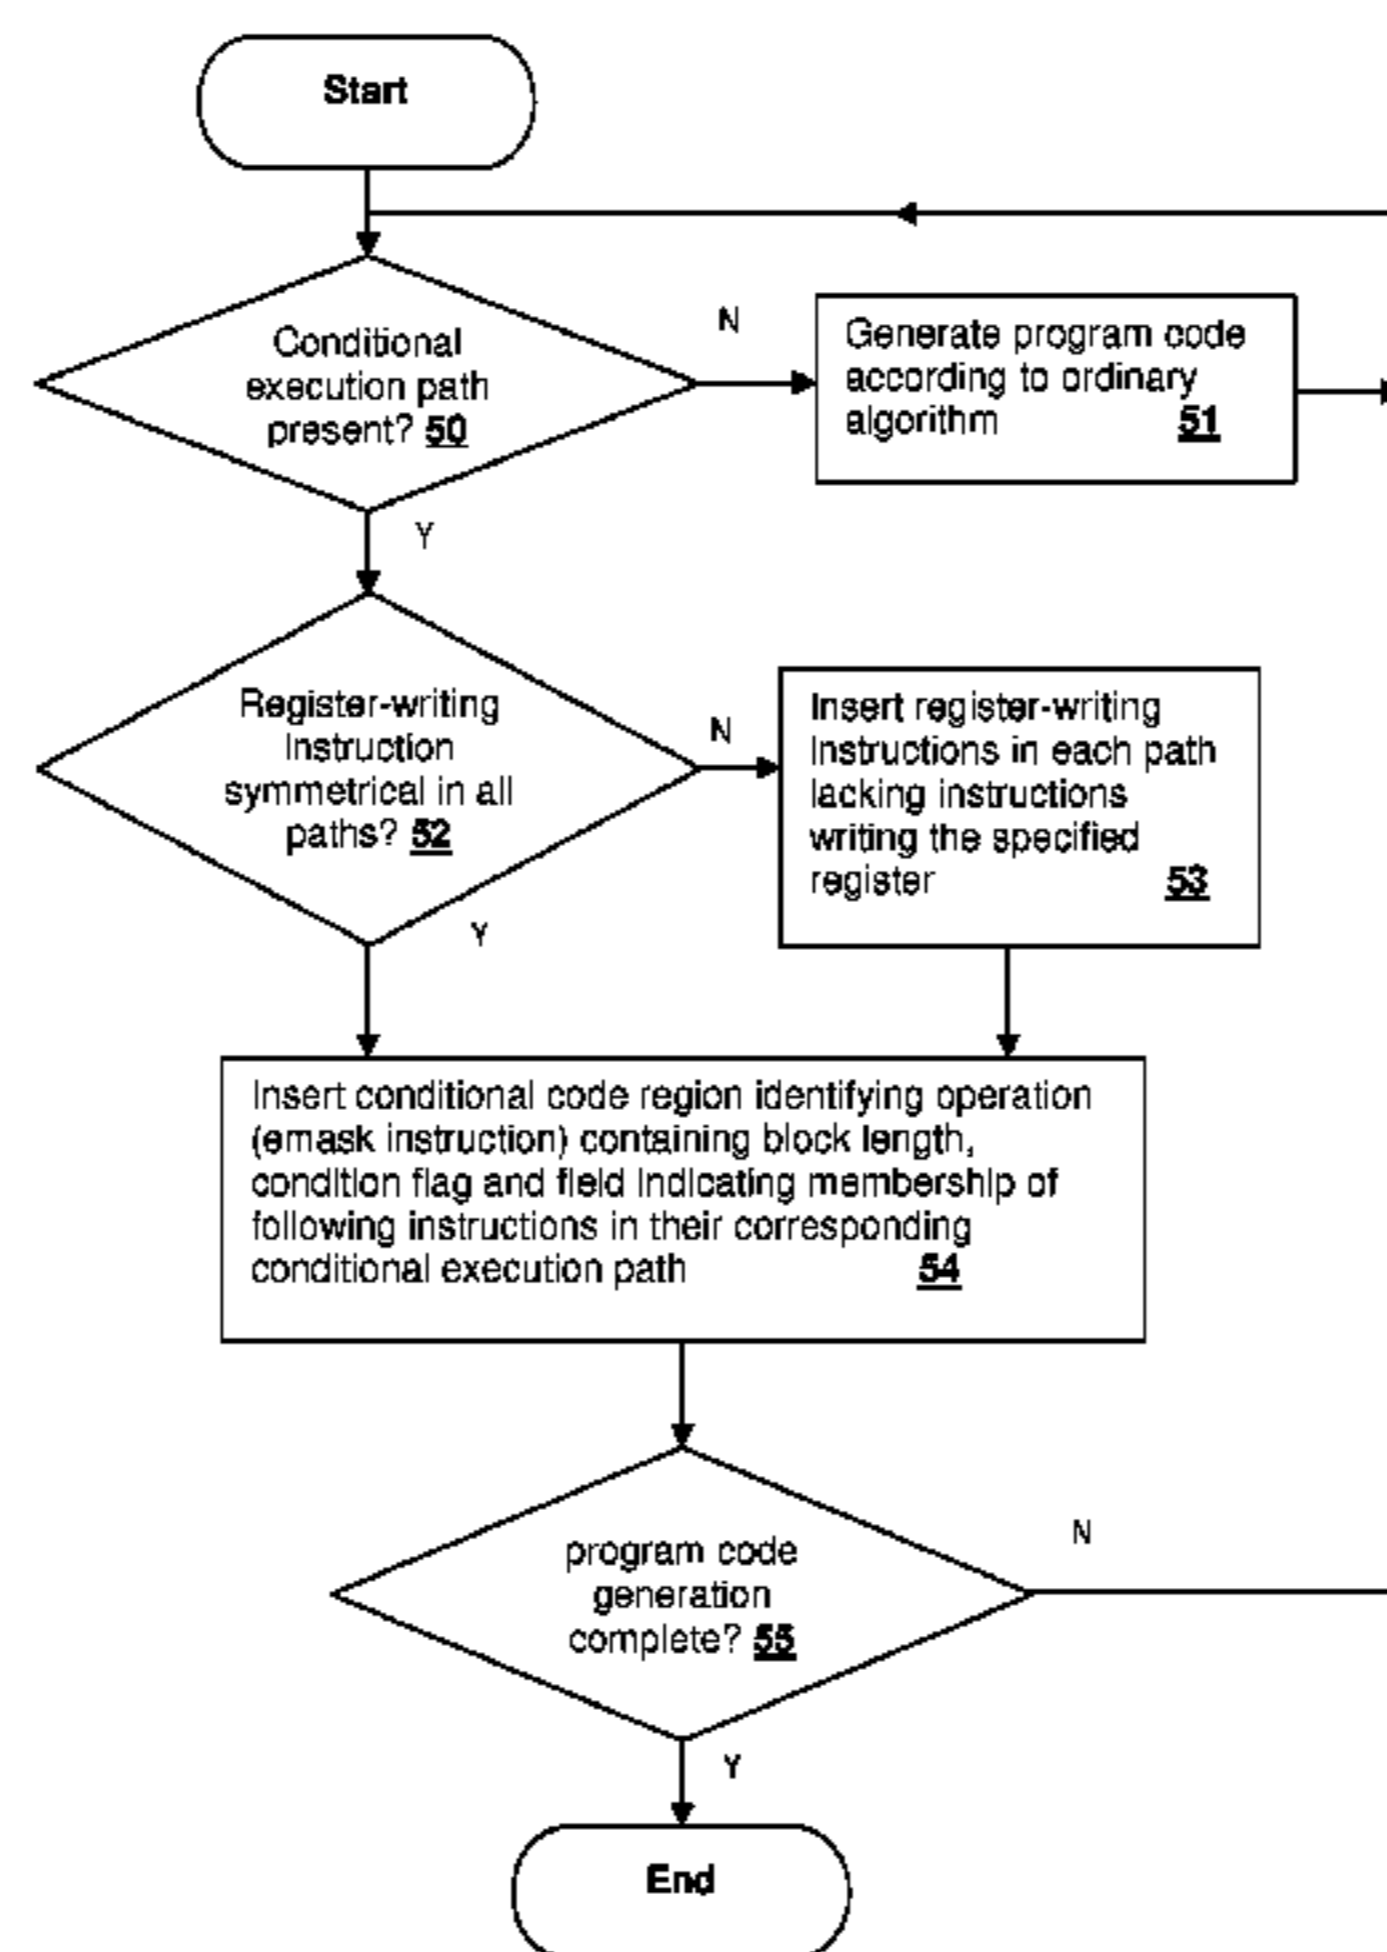 Start
Conditional
execution path
present? 50
N
Generate program code
according to ordinary
algorithm 51
Y
Register-writing
Instruction
symmetrical in all
paths? 52
N
Insert register-writing
Instructions in each path
lacking instructions
writing the specified
register 53
Y
Insert conditional code region identifying operation
(emask instruction) containing block length,
condition flag and field indicating membership of
following instructions in their corresponding
conditional execution path 54
program code
generation
complete? 55
N
Y
End